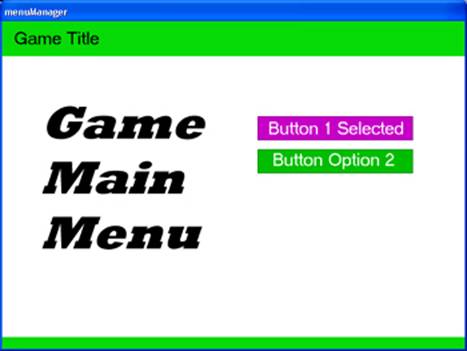 menuManager
Game Title
Game
Main
Menu
Button 1 Selected
Button Option 2